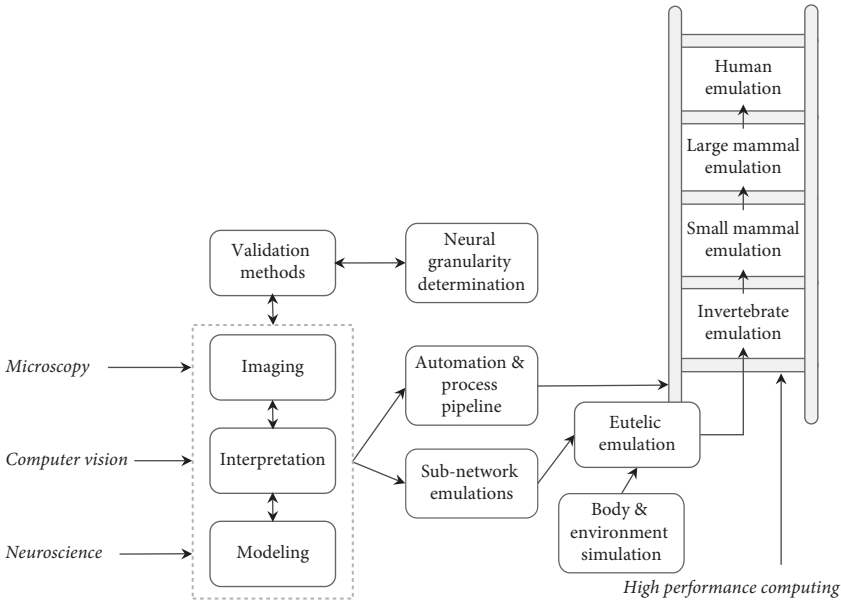 Human
emulation
Large mammal
emulation
Small mammal
emulation
Invertebrate
emulation
Validation
methods
Neural
granularity
determination
Microscopy
Imaging
Automation &
process
pipeline
Computer vision
Interpretation
Eutelic
emulation
Sub-network
emulations
Body &
environment
simulation
Neuroscience
Modeling
High performance computing